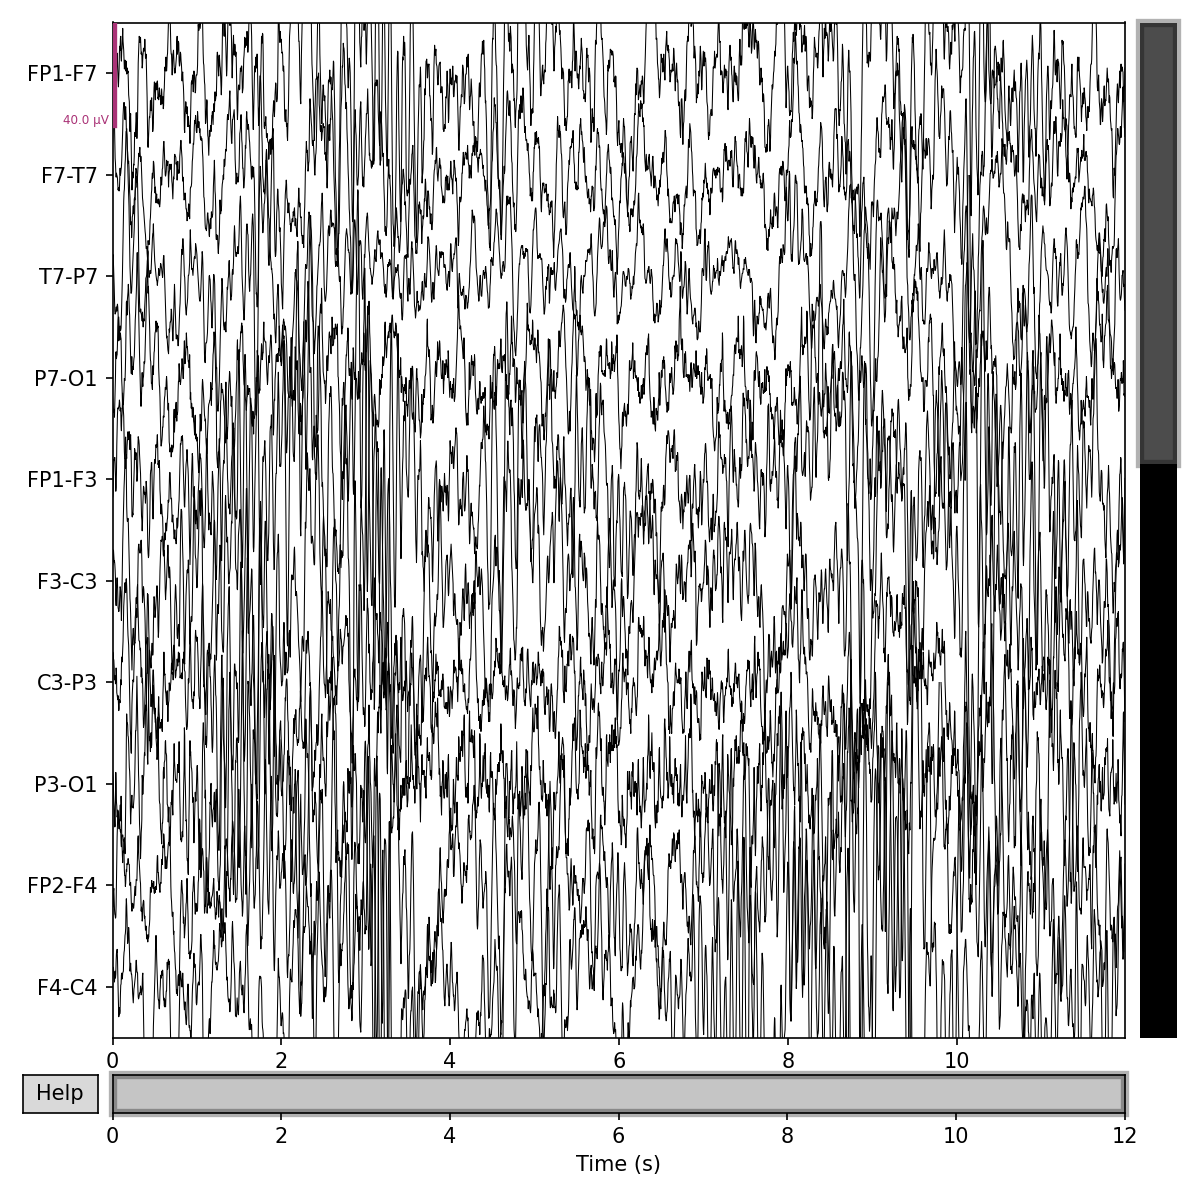 FP1-F7
40.0 µV
F7-T7
T7-P7
P7-O1
FP1-F3
F3-C3
C3-P3
P3-O1
FP2-F4
F4-C4
0 2 4 6 8 10
Help
0 2 4 6 8 10 12
Time (s)